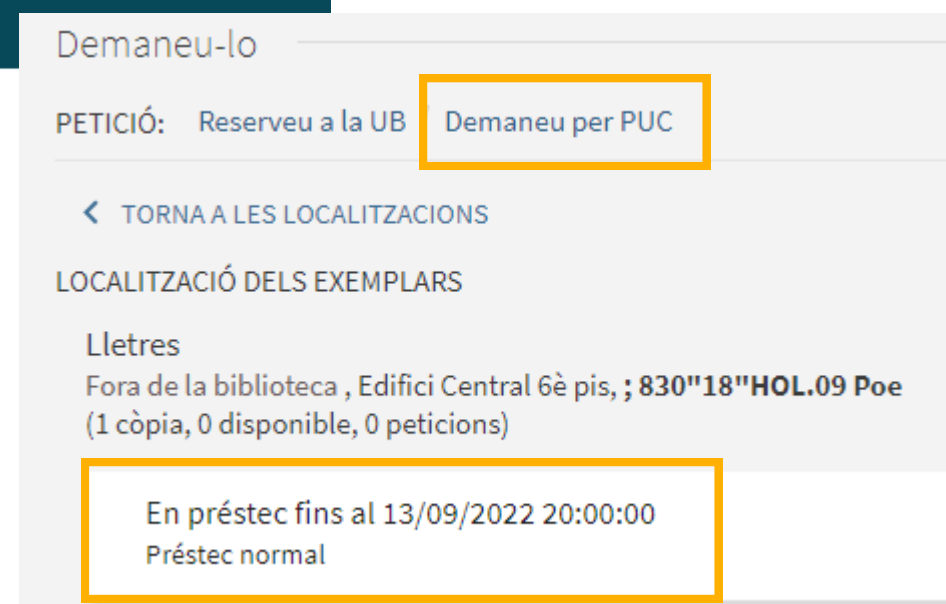 Demaneu-lo
PETICIÓ: Reserveu a la UB Demaneu per PUC
TORNA A LES LOCALITZACIONS
LOCALITZACIÓ DELS EXEMPLARS
Lletres
Fora de la biblioteca , Edifici Central 6è pis, ; 830"18"HOL.09 Poe
(1 còpia, 0 disponible, 0 peticions)
En préstec fins al 13/09/2022 20:00:00
Préstec normal